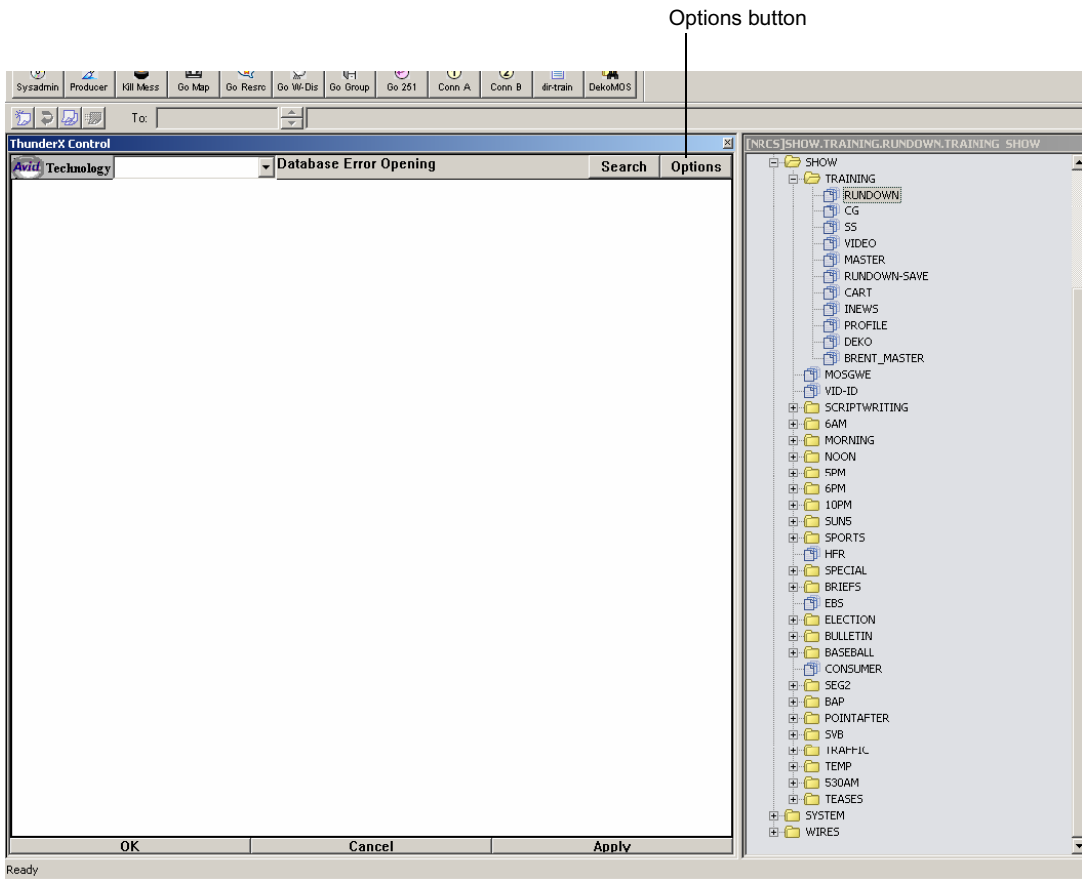 Options button
Sysadmin Producer Kill Mess Go Map Go Resrc Go W-Dis Go Group Go 251 Conn A Conn B dir-train DekoMOS
To:
ThunderX Control
Avid Technology Database Error Opening Search Options
OK Cancel Apply
[NRCS]SHOW.TRAINING.RUNDOWN.TRAINING SHOW
SHOW
TRAINING
RUNDOWN
CG
SS
VIDEO
MASTER
RUNDOWN-SAVE
CART
INEWS
PROFILE
DEKO
BRENT_MASTER
MOSGWE
VID-ID
SCRIPTWRITING
6AM
MORNING
NOON
5PM
6PM
10PM
SUN5
SPORTS
HFR
SPECIAL
BRIEFS
EBS
ELECTION
BULLETIN
BASEBALL
CONSUMER
SEG2
BAP
POINTAFTER
SVB
TRAFFIC
TEMP
530AM
TEASES
SYSTEM
WIRES
Ready